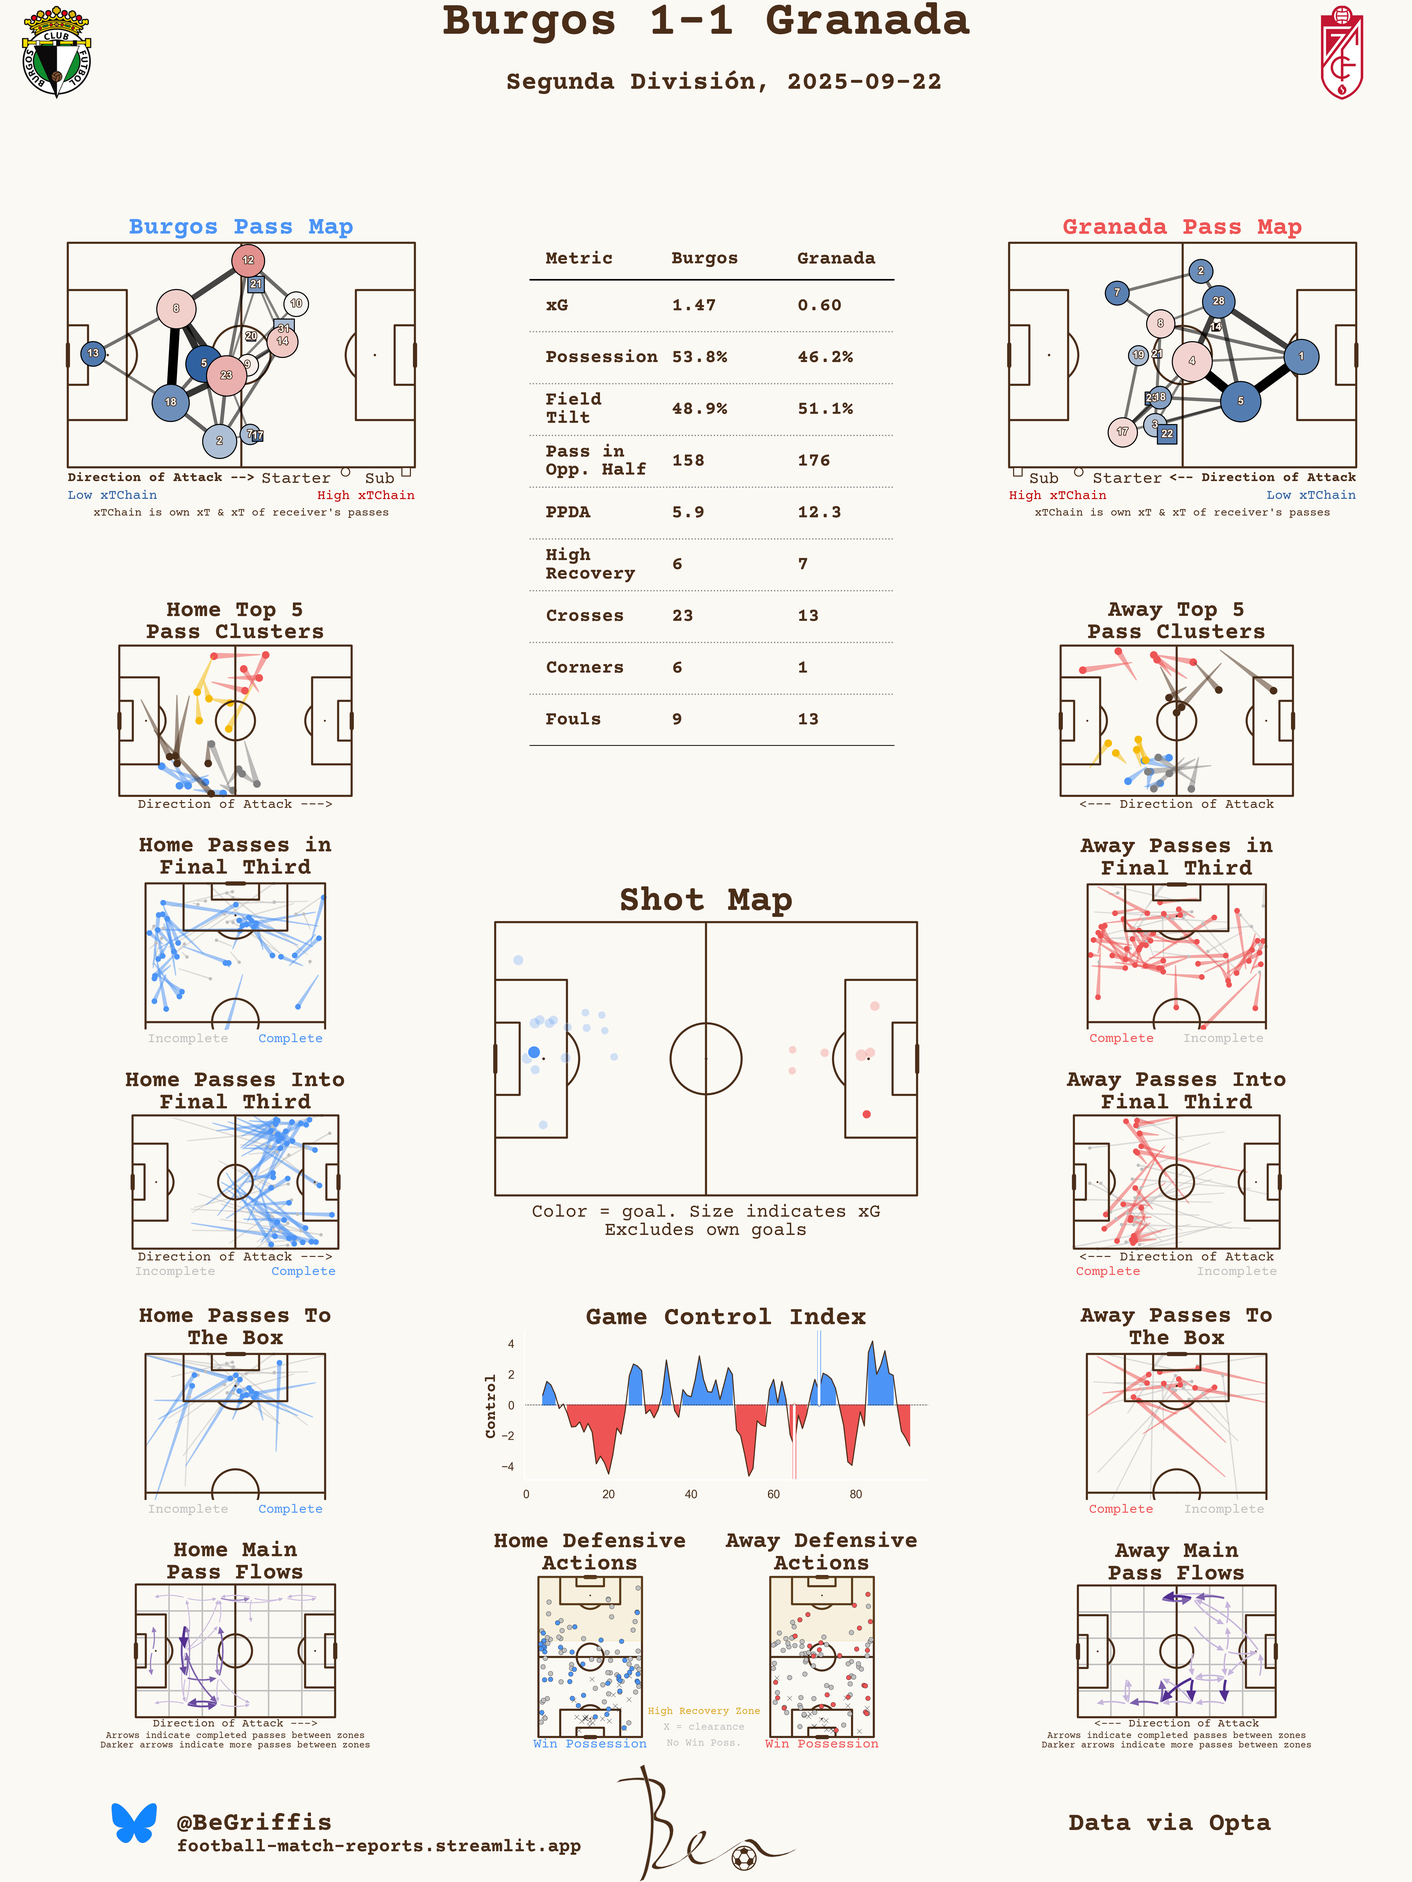 Burgos 1-1 Granada
Segunda División, 2025-09-22
CLUB
BURGOS
FUTBOL
Burgos Pass Map
12
21
10
8
20
31
14
13
5
9
23
18
2
7
17
Direction of Attack --> Starter Sub
Low xTChain High xTChain
xTChain is own xT & xT of receiver's passes
Metric Burgos Granada
xG 1.47 0.60
Possession 53.8% 46.2%
Field
Tilt 48.9% 51.1%
Pass in
Opp. Half 158 176
PPDA 5.9 12.3
High
Recovery 6 7
Crosses 23 13
Corners 6 1
Fouls 9 13
Granada Pass Map
2
7
28
8
14
19
21
4
1
18
5
17
3
22
Sub Starter <-- Direction of Attack
High xTChain Low xTChain
xTChain is own xT & xT of receiver's passes
Home Top 5
Pass Clusters
Direction of Attack --->
Away Top 5
Pass Clusters
<--- Direction of Attack
Home Passes in
Final Third
Incomplete Complete
Away Passes in
Final Third
Complete Incomplete
Shot Map
Color = goal. Size indicates xG
Excludes own goals
Home Passes Into
Final Third
Direction of Attack --->
Incomplete Complete
Away Passes Into
Final Third
<--- Direction of Attack
Complete Incomplete
Home Passes To
The Box
Incomplete Complete
Game Control Index
Control
4
2
0
−2
−4
0 20 40 60 80
Away Passes To
The Box
Complete Incomplete
Home Main
Pass Flows
Direction of Attack --->
Arrows indicate completed passes between zones
Darker arrows indicate more passes between zones
Home Defensive
Actions
Win Possession
High Recovery Zone
X = clearance
No Win Poss.
Away Defensive
Actions
Win Possession
Away Main
Pass Flows
<--- Direction of Attack
Arrows indicate completed passes between zones
Darker arrows indicate more passes between zones
@BeGriffis
football-match-reports.streamlit.app
Ben
Data via Opta